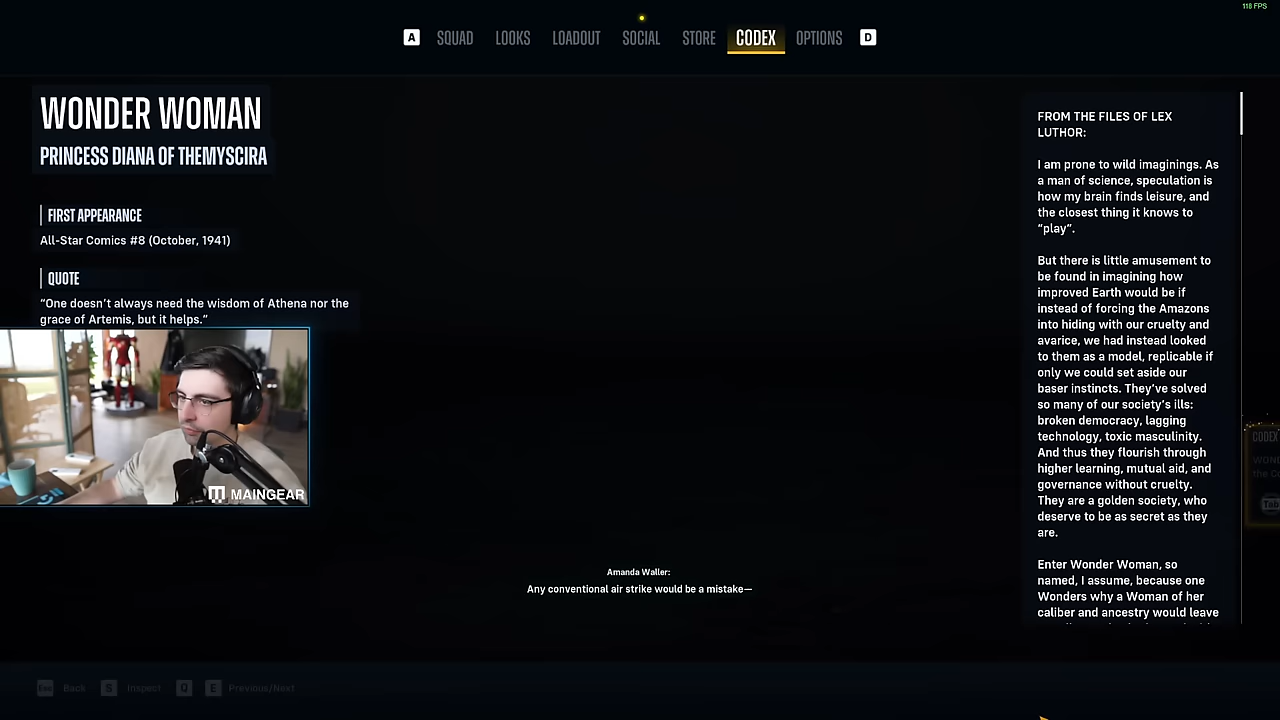 118 FPS
A SQUAD LOOKS LOADOUT SOCIAL STORE CODEX OPTIONS D
WONDER WOMAN
PRINCESS DIANA OF THEMYSCIRA
FIRST APPEARANCE
All-Star Comics #8 (October, 1941)
QUOTE
“One doesn’t always need the wisdom of Athena nor the
grace of Artemis, but it helps.”
MAINGEAR
Amanda Waller:
Any conventional air strike would be a mistake—
FROM THE FILES OF LEX
LUTHOR:
I am prone to wild imaginings. As
a man of science, speculation is
how my brain finds leisure, and
the closest thing it knows to
“play”.
But there is little amusement to
be found in imagining how
improved Earth would be if
instead of forcing the Amazons
into hiding with our cruelty and
avarice, we had instead looked
to them as a model, replicable if
only we could set aside our
baser instincts. They’ve solved
so many of our society’s ills:
broken democracy, lagging
technology, toxic masculinity.
And thus they flourish through
higher learning, mutual aid, and
governance without cruelty.
They are a golden society, who
deserve to be as secret as they
are.
Enter Wonder Woman, so
named, I assume, because one
Wonders why a Woman of her
caliber and ancestry would leave
CODEX
Tab
Esc Back S Inspect Q E Previous/Next